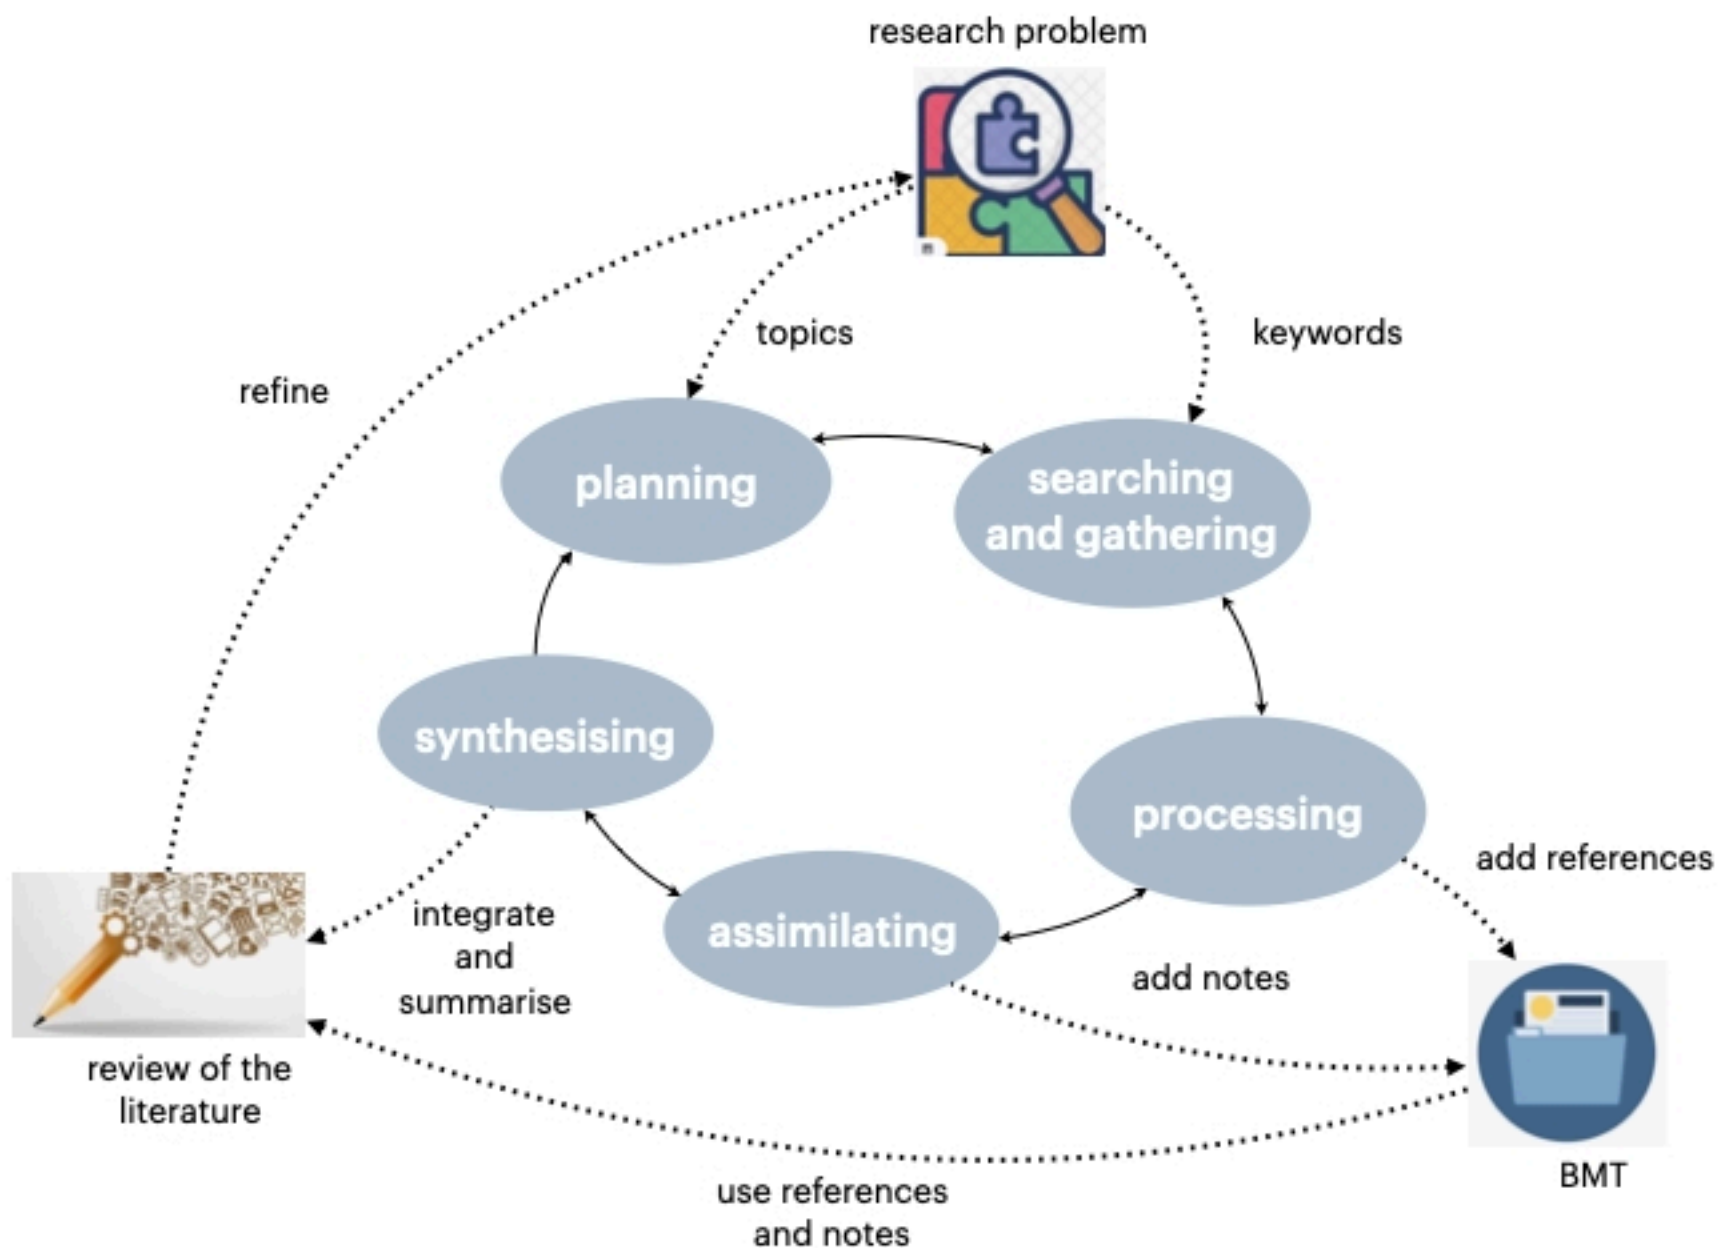 research problem
topics
keywords
refine
planning
searching
and gathering
synthesising
processing
add references
integrate
and
summarise
assimilating
add notes
review of the
literature
BMT
use references
and notes